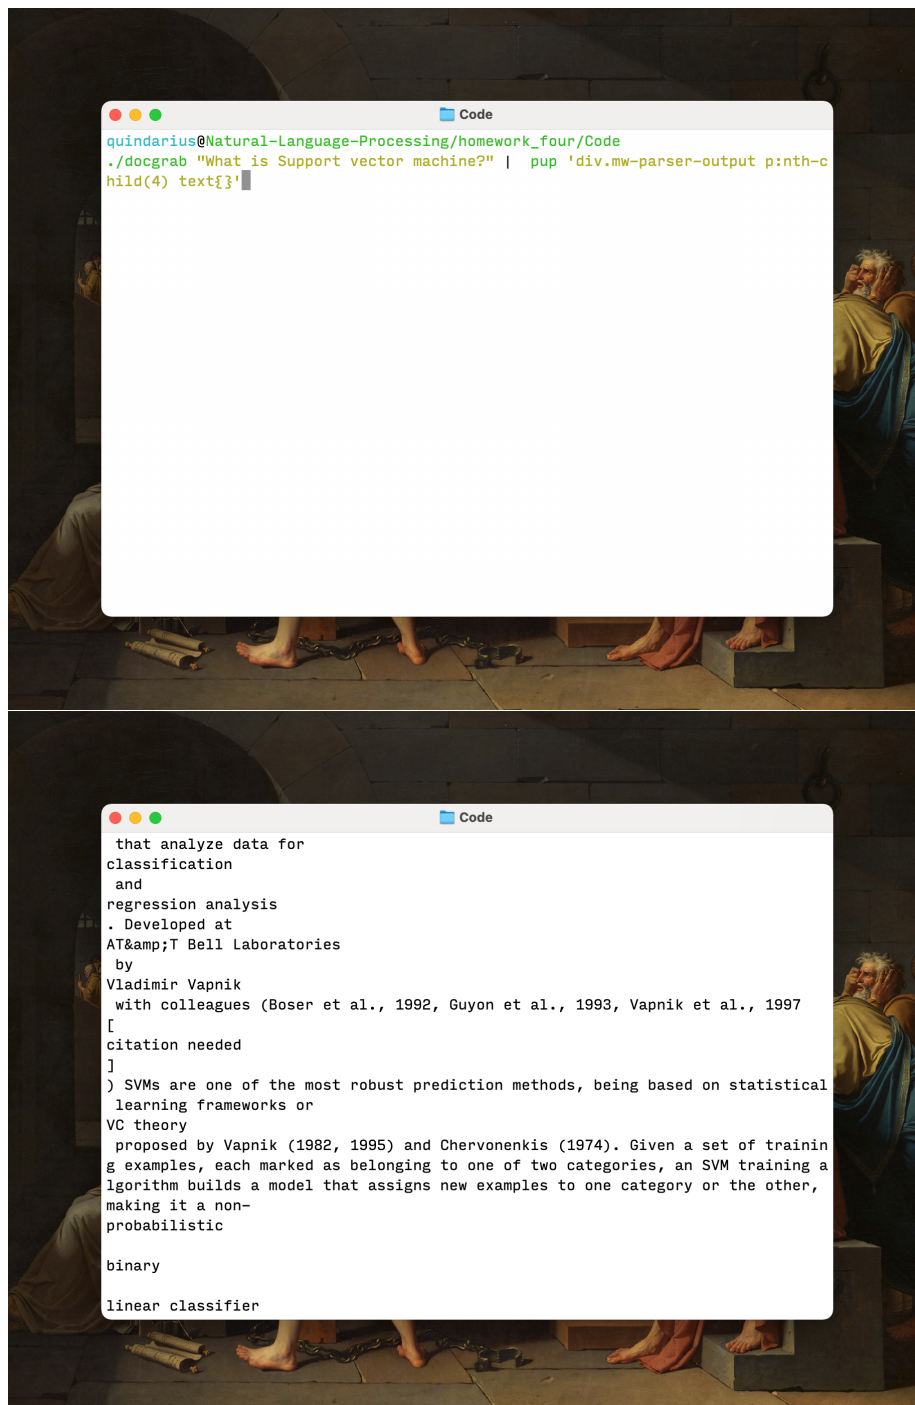 Code
quindarius@Natural-Language-Processing/homework_four/Code
./docgrab "What is Support vector machine?" |  pup 'div.mw-parser-output p:nth-c
hild(4) text{}'
Code
that analyze data for
classification
and
regression analysis
. Developed at
AT&amp;T Bell Laboratories
by
Vladimir Vapnik
with colleagues (Boser et al., 1992, Guyon et al., 1993, Vapnik et al., 1997
[
citation needed
]
) SVMs are one of the most robust prediction methods, being based on statistical
learning frameworks or
VC theory
proposed by Vapnik (1982, 1995) and Chervonenkis (1974). Given a set of trainin
g examples, each marked as belonging to one of two categories, an SVM training a
lgorithm builds a model that assigns new examples to one category or the other,
making it a non-
probabilistic
binary
linear classifier